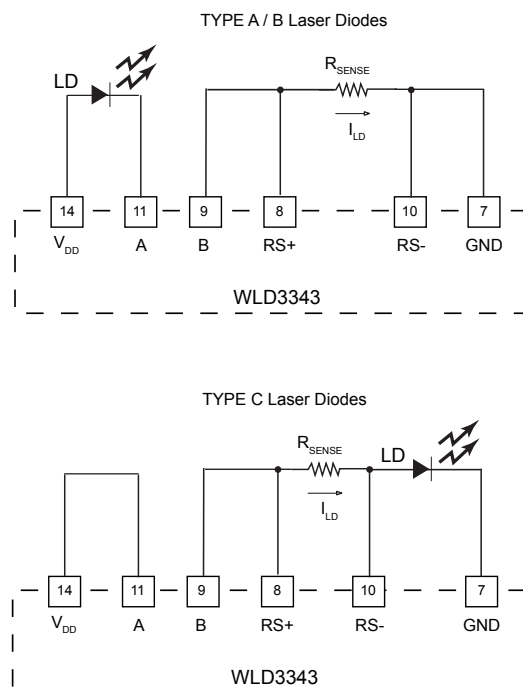 TYPE A / B Laser Diodes
LD
RSENSE
ILD
14 11 9 8 10 7
VDD A B RS+ RS- GND
WLD3343
TYPE C Laser Diodes
RSENSE
LD
ILD
14 11 9 8 10 7
VDD A B RS+ RS- GND
WLD3343